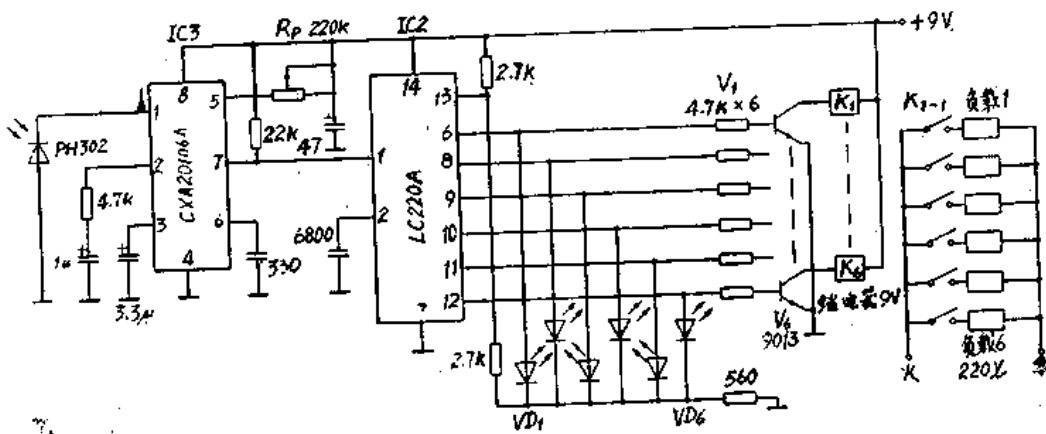 IC3
Rp 220k
IC2
+9V
8
5
1
2
3
4
6
7
CXA20106A
PH302
4.7k
1u
3.3μ
22k
47
330
6800
14
1
2
7
LC220A
13
6
8
9
10
11
12
2.7K
2.7K
V1
4.7K×6
K1
K6
继电器9V
V6
9013
VD1
VD6
560
K1-1
负载1
负载6
220